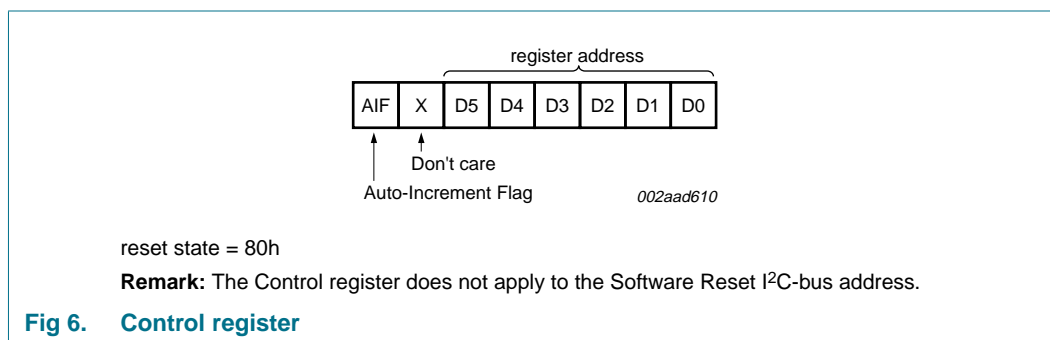 register address
AIF X D5 D4 D3 D2 D1 D0
Don't care
Auto-Increment Flag
002aad610
reset state = 80h
Remark: The Control register does not apply to the Software Reset I²C-bus address.
Fig 6. Control register